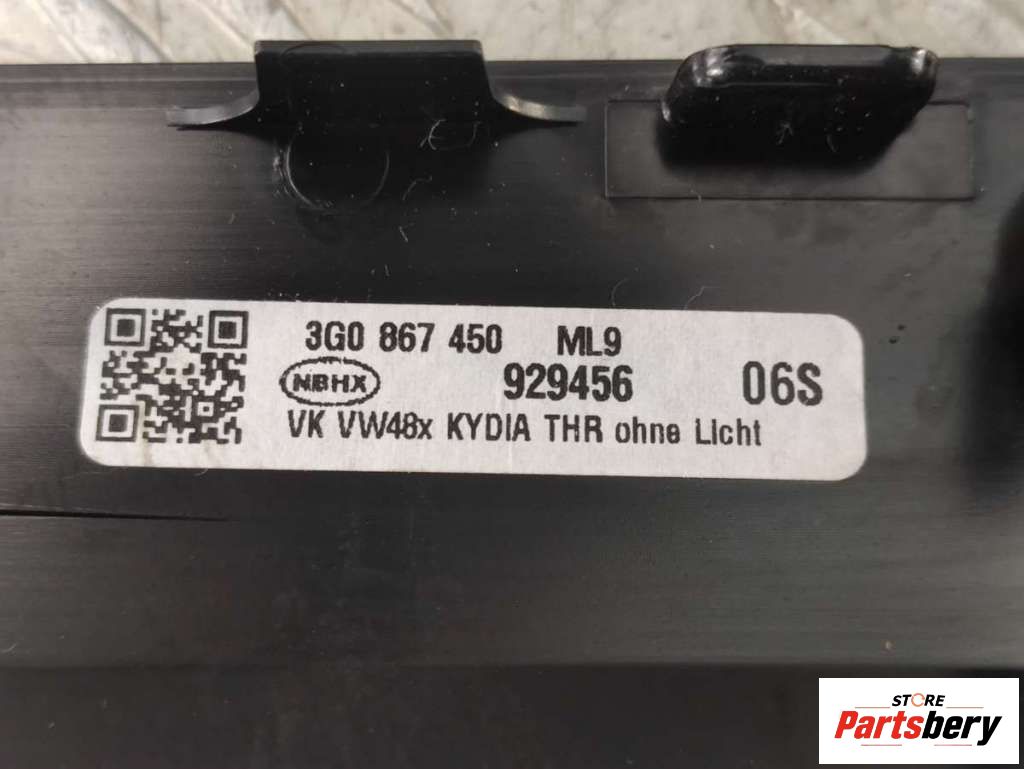 3G0 867 450 ML9
NBHX 929456 06S
VK VW48x KYDIA THR ohne Licht
STORE
Partsbery